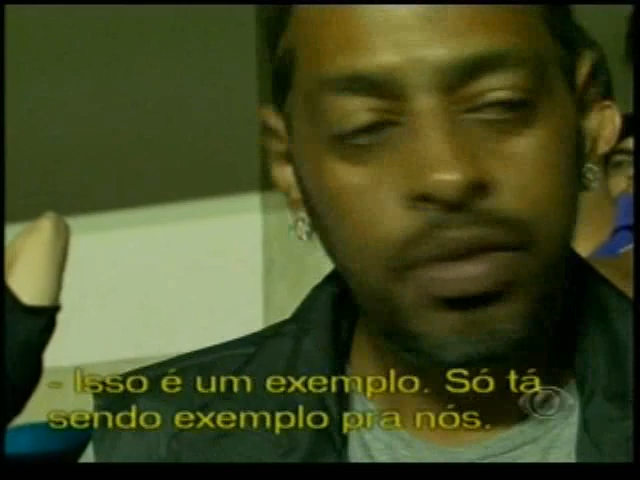 - Isso é um exemplo. Só tá
sendo exemplo pra nós.